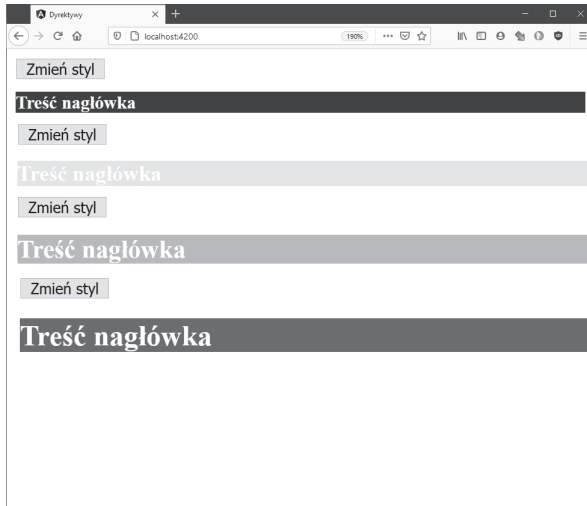 Dyrektywy
localhost:4200
190%
Zmień styl
Treść nagłówka
Zmień styl
Treść nagłówka
Zmień styl
Treść nagłówka
Zmień styl
Treść nagłówka